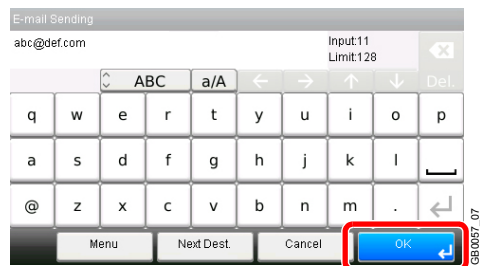 E-mail Sending
abc@def.com
Input:11
Limit:128
ABC a/A Del.
q w e r t y u i o p
a s d f g h j k l
@ z x c v b n m .
Menu Next Dest. Cancel OK
GB0057_07